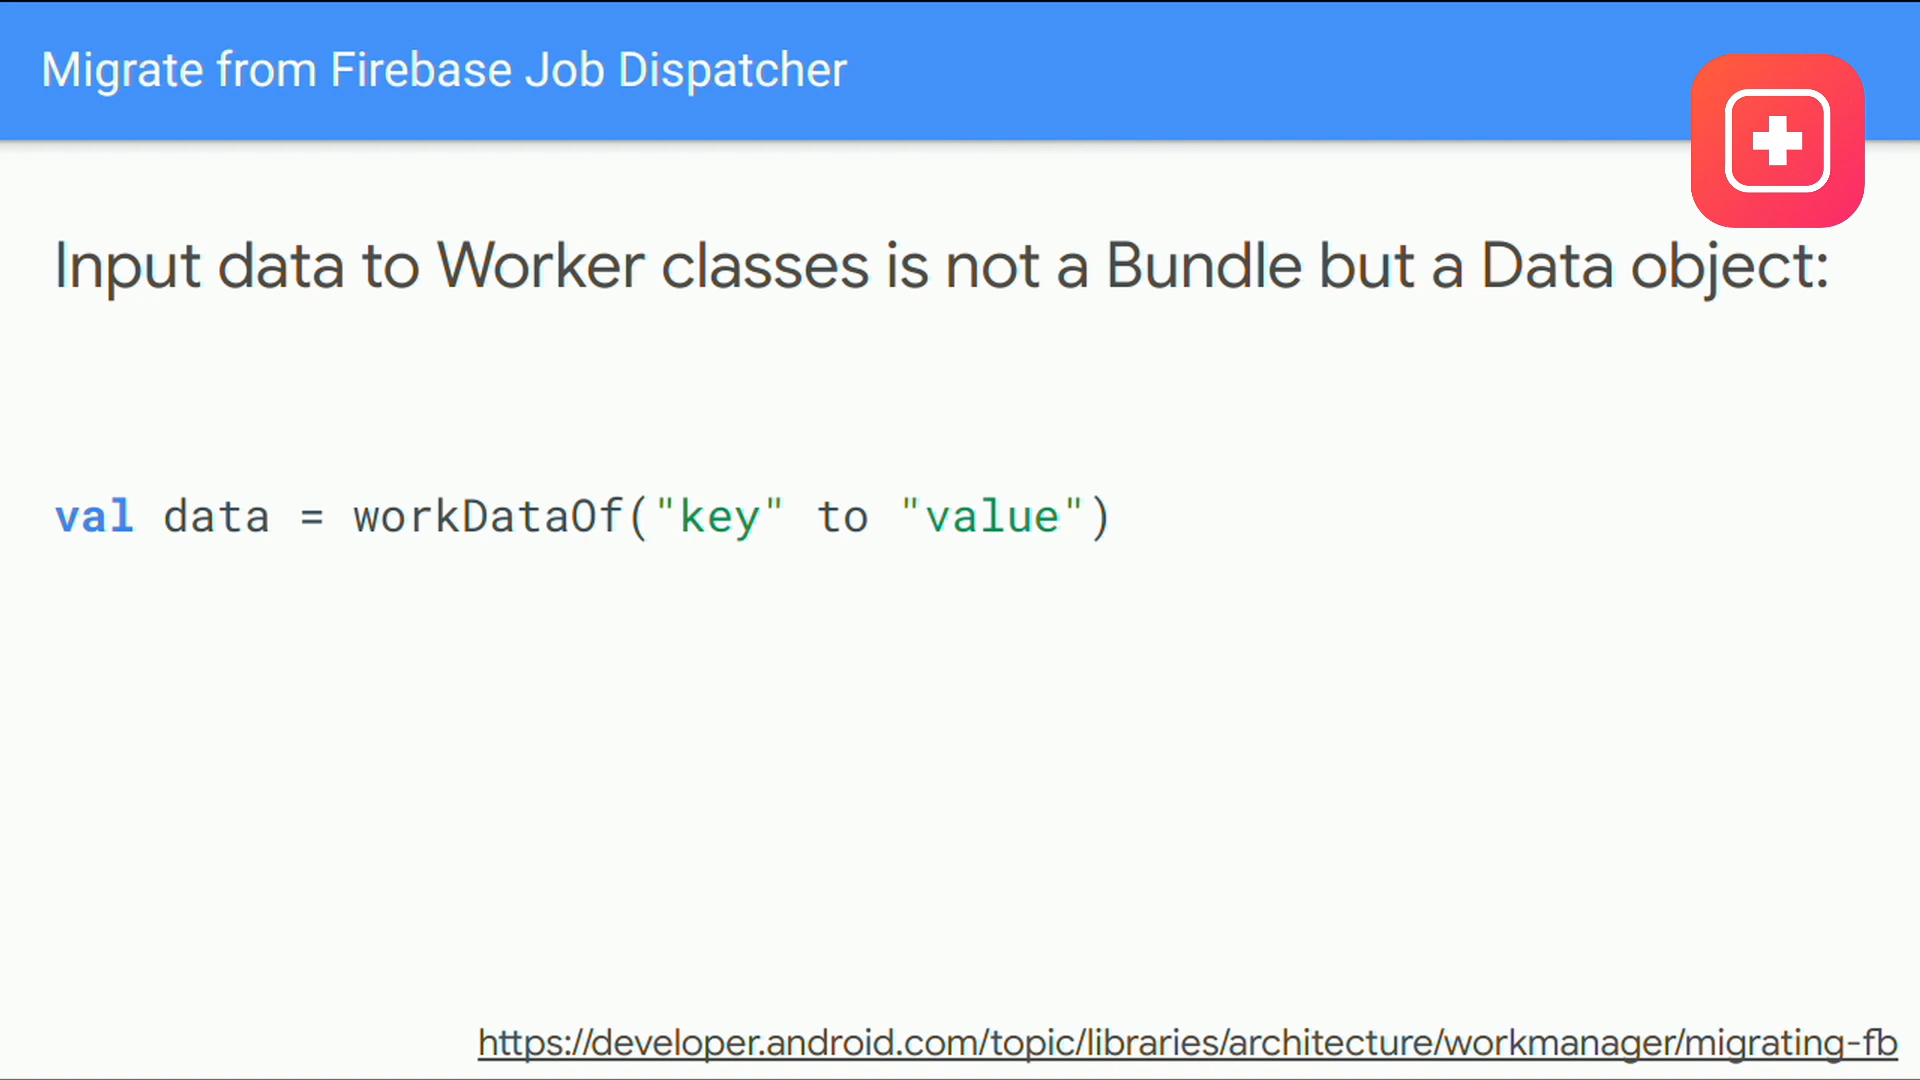 Migrate from Firebase Job Dispatcher
Input data to Worker classes is not a Bundle but a Data object:
val data = workDataOf("key" to "value")
https://developer.android.com/topic/libraries/architecture/workmanager/migrating-fb